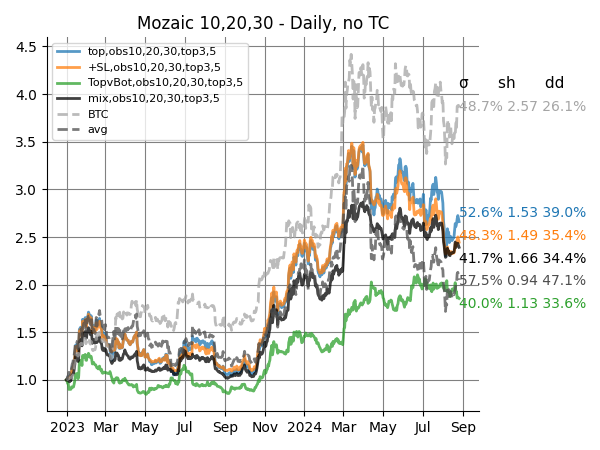 Mozaic 10,20,30 - Daily, no TC
4.5
4.0
3.5
3.0
2.5
2.0
1.5
1.0
top,obs10,20,30,top3,5
+SL,obs10,20,30,top3,5
TopvBot,obs10,20,30,top3,5
mix,obs10,20,30,top3,5
BTC
avg
σ sh dd
48.7% 2.57 26.1%
52.6% 1.53 39.0%
48.3% 1.49 35.4%
41.7% 1.66 34.4%
57.5% 0.94 47.1%
40.0% 1.13 33.6%
2023 Mar May Jul Sep Nov 2024 Mar May Jul Sep